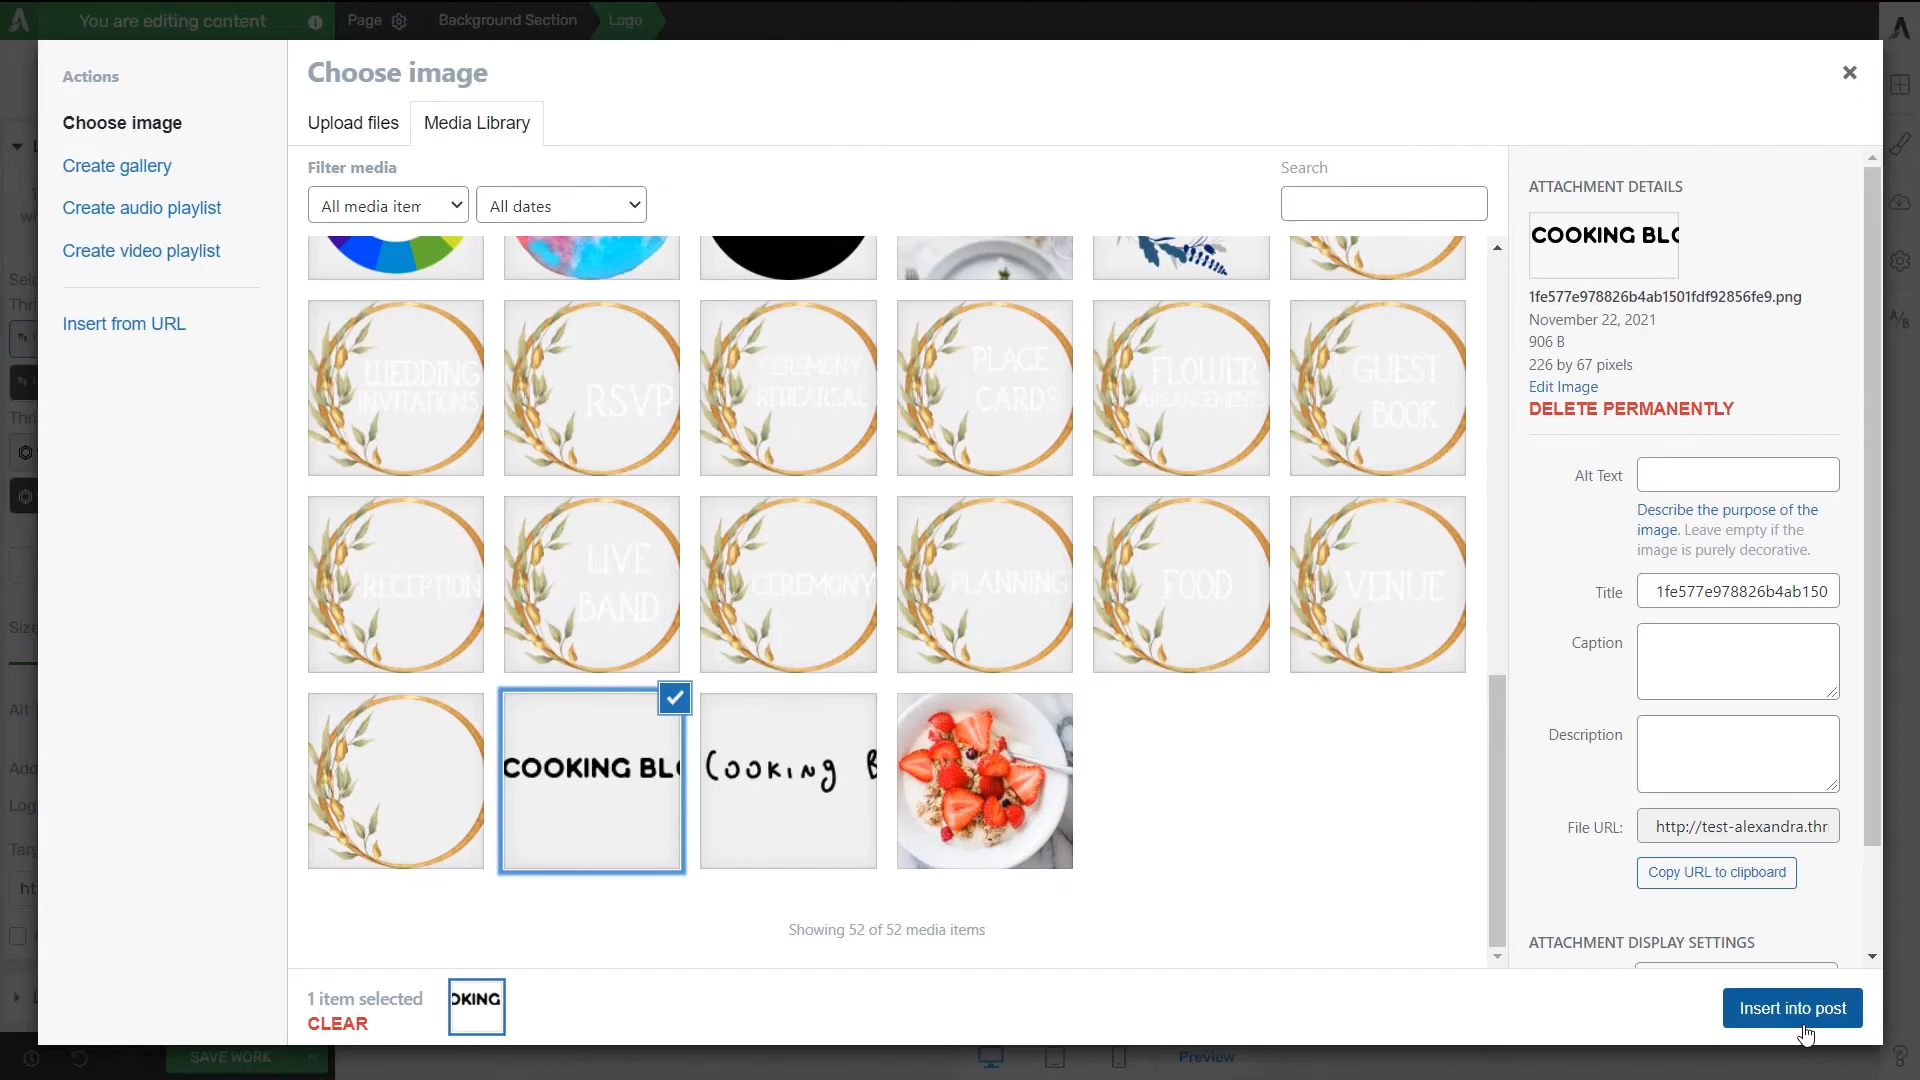 You are editing content
Page
Background Section
Logo
Actions
Choose image
Create gallery
Create audio playlist
Create video playlist
Insert from URL
Choose image
Upload files
Media Library
Filter media
All media item
All dates
Search
WEDDING
INVITATIONS
RSVP
CEREMONY
REHEARSAL
PLACE
CARDS
FLOWER
ARRANGEMENTS
GUEST
BOOK
RECEPTION
LIVE
BAND
CEREMONY
PLANNING
FOOD
VENUE
COOKING BL
Cooking B
Showing 52 of 52 media items
1 item selected
CLEAR
OKING
ATTACHMENT DETAILS
COOKING BLO
1fe577e978826b4ab1501fdf92856fe9.png
November 22, 2021
906 B
226 by 67 pixels
Edit Image
DELETE PERMANENTLY
Alt Text
Describe the purpose of the
image. Leave empty if the
image is purely decorative.
Title
1fe577e978826b4ab150
Caption
Description
File URL:
http://test-alexandra.thr
Copy URL to clipboard
ATTACHMENT DISPLAY SETTINGS
Insert into post
SAVE WORK
Preview